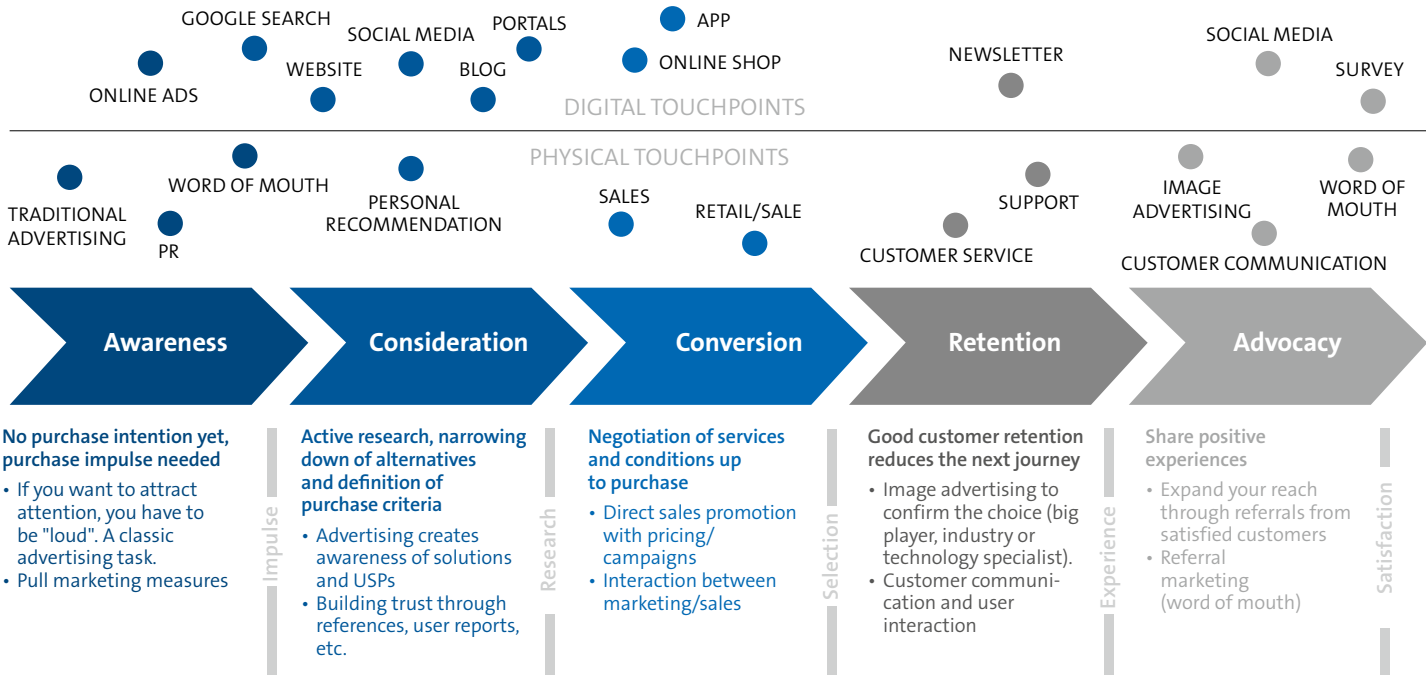 GOOGLE SEARCH
SOCIAL MEDIA
PORTALS
APP
NEWSLETTER
SOCIAL MEDIA
ONLINE ADS
WEBSITE
BLOG
ONLINE SHOP
SURVEY
DIGITAL TOUCHPOINTS
PHYSICAL TOUCHPOINTS
TRADITIONAL
ADVERTISING
PR
WORD OF MOUTH
PERSONAL
RECOMMENDATION
SALES
RETAIL/SALE
CUSTOMER SERVICE
SUPPORT
IMAGE
ADVERTISING
CUSTOMER COMMUNICATION
WORD OF
MOUTH
Awareness
Consideration
Conversion
Retention
Advocacy
No purchase intention yet,
purchase impulse needed
• If you want to attract
attention, you have to
be "loud". A classic
advertising task.
• Pull marketing measures
Impulse
Active research, narrowing
down of alternatives
and definition of
purchase criteria
• Advertising creates
awareness of solutions
and USPs
• Building trust through
references, user reports,
etc.
Research
Negotiation of services
and conditions up
to purchase
• Direct sales promotion
with pricing/
campaigns
• Interaction between
marketing/sales
Selection
Good customer retention
reduces the next journey
• Image advertising to
confirm the choice (big
player, industry or
technology specialist).
• Customer communi-
cation and user
interaction
Experience
Share positive
experiences
• Expand your reach
through referrals from
satisfied customers
• Referral
marketing
(word of mouth)
Satisfaction